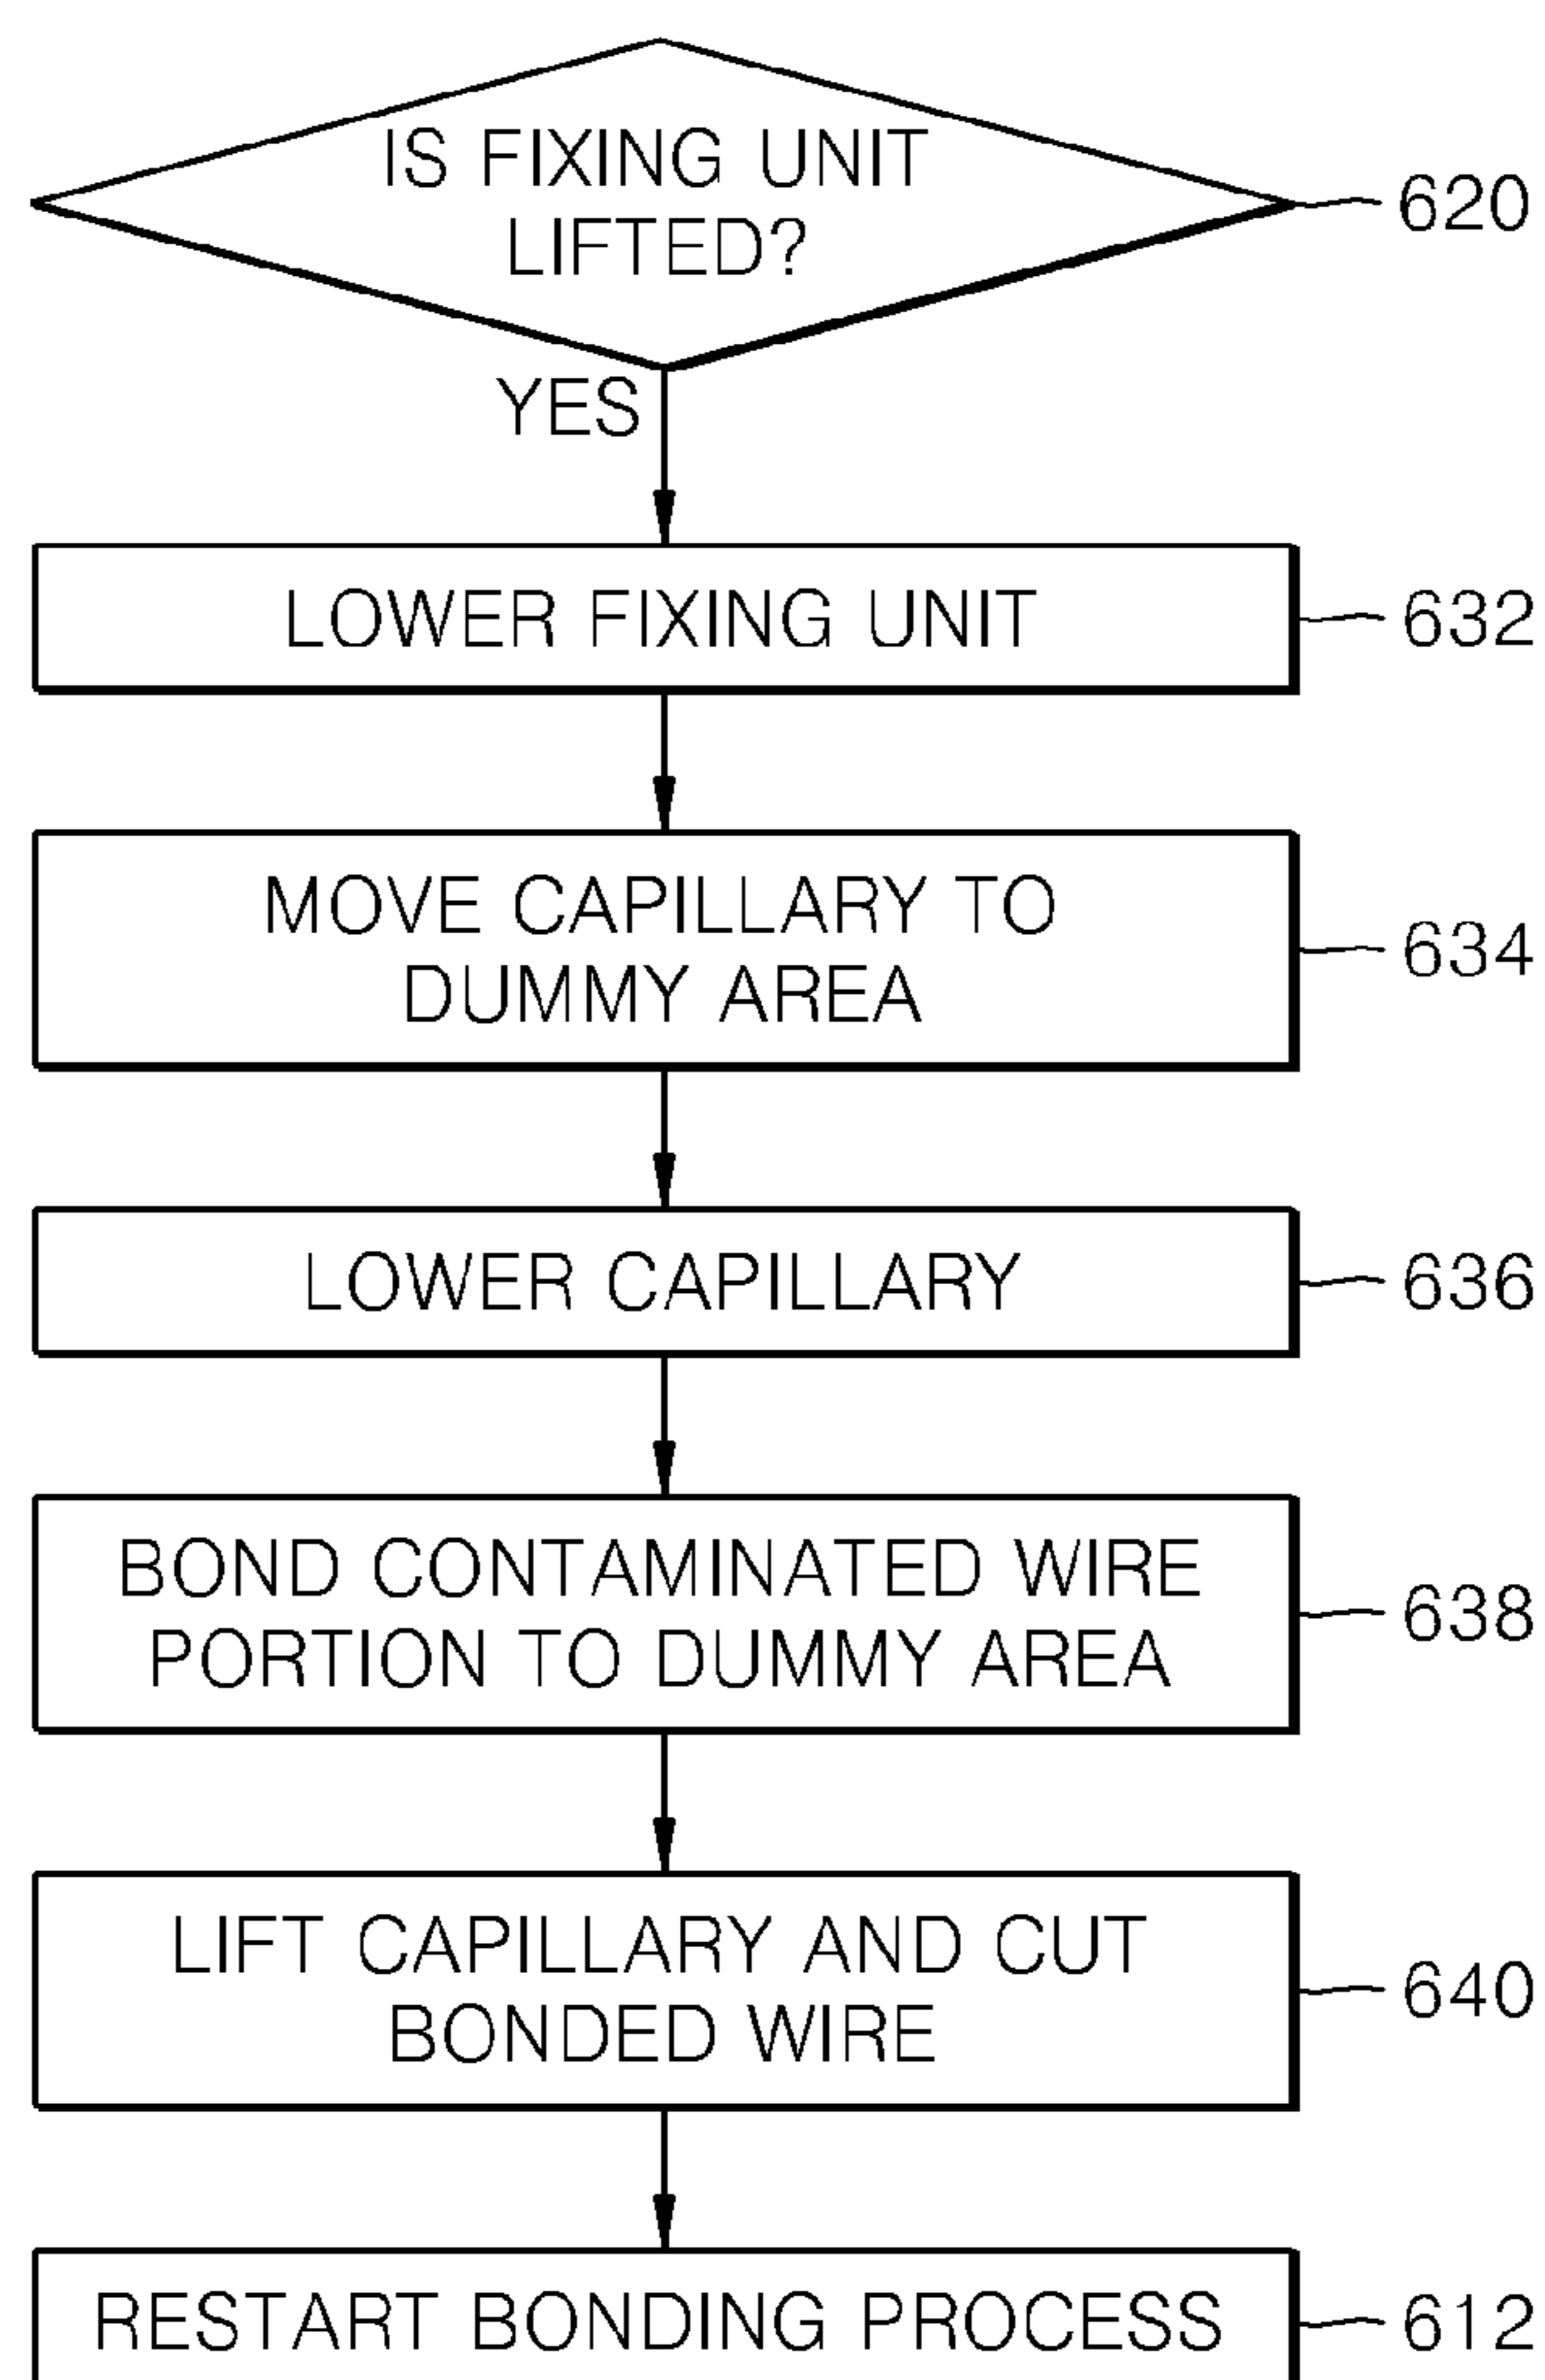 IS FIXING UNIT
LIFTED?
620
YES
LOWER FIXING UNIT
632
MOVE CAPILLARY TO
DUMMY AREA
634
LOWER CAPILLARY
636
BOND CONTAMINATED WIRE
PORTION TO DUMMY AREA
638
LIFT CAPILLARY AND CUT
BONDED WIRE
640
RESTART BONDING PROCESS
612